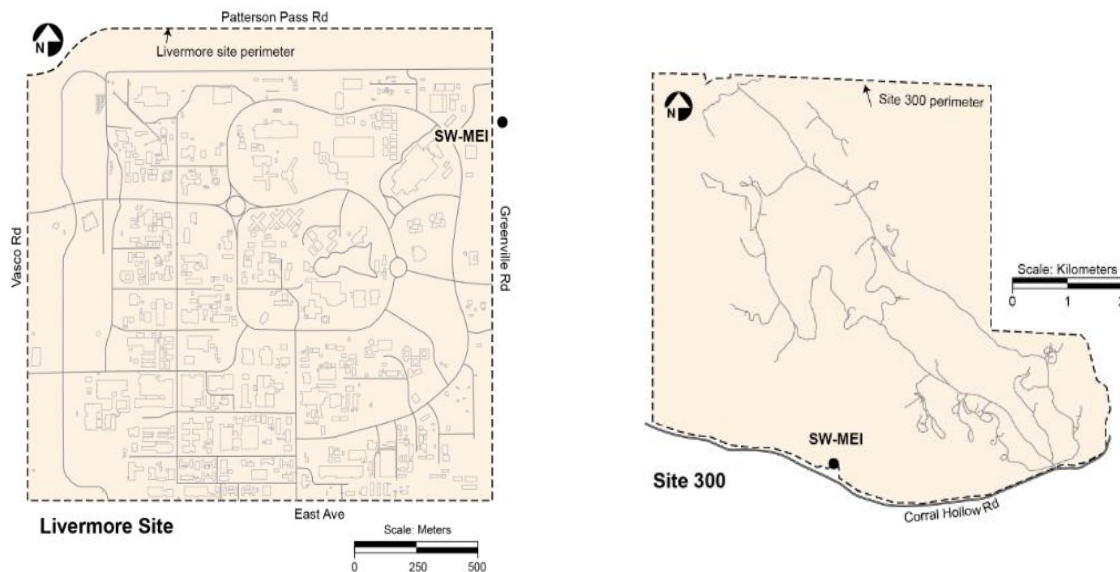 Patterson Pass Rd
N
Livermore site perimeter
SW-MEI
Vasco Rd
Greenville Rd
East Ave
Livermore Site
Scale: Meters
0 250 500
N
Site 300 perimeter
Scale: Kilometers
0 1 2
SW-MEI
Site 300
Corral Hollow Rd